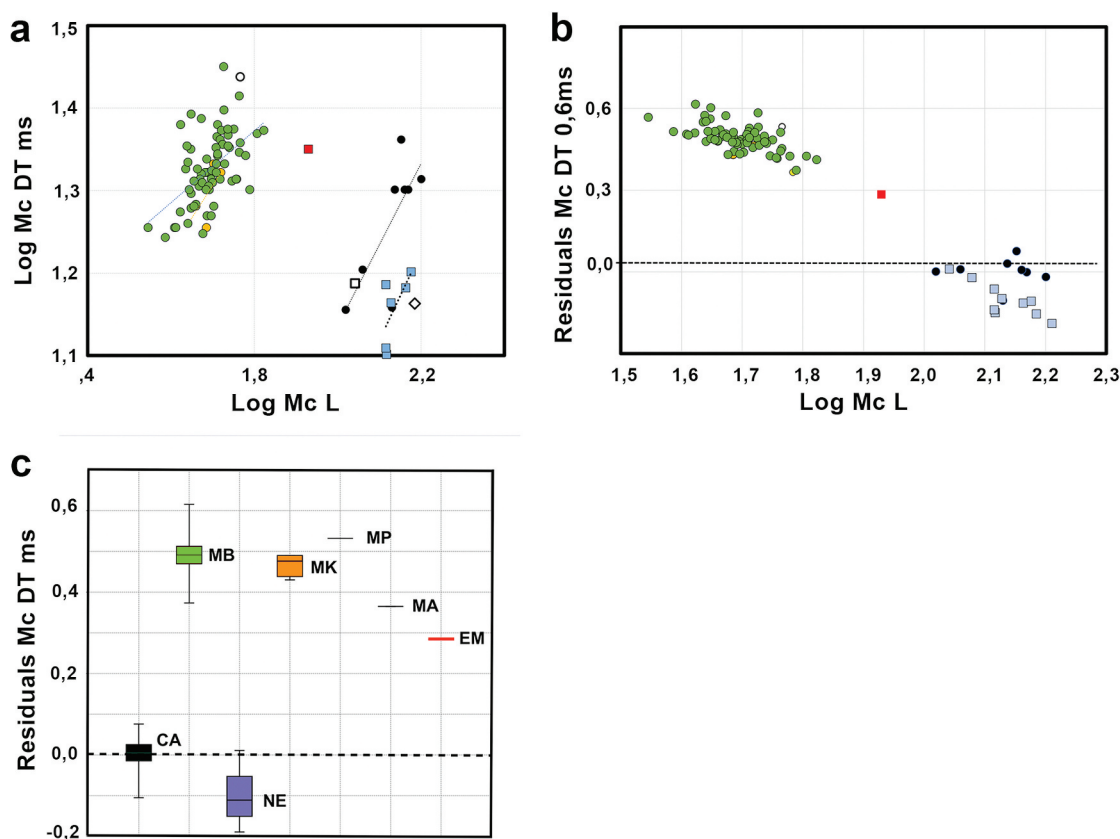 a
1,5
1,4
1,3
1,2
1,1
,4
1,8
2,2
Log Mc DT ms
Log Mc L
b
0,6
0,3
0,0
1,5 1,6 1,7 1,8 1,9 2,0 2,1 2,2 2,3
Residuals Mc DT 0,6ms
Log Mc L
c
0,6
0,4
0,2
0,0
-0,2
Residuals Mc DT ms
MP
MB
MK
MA
EM
CA
NE